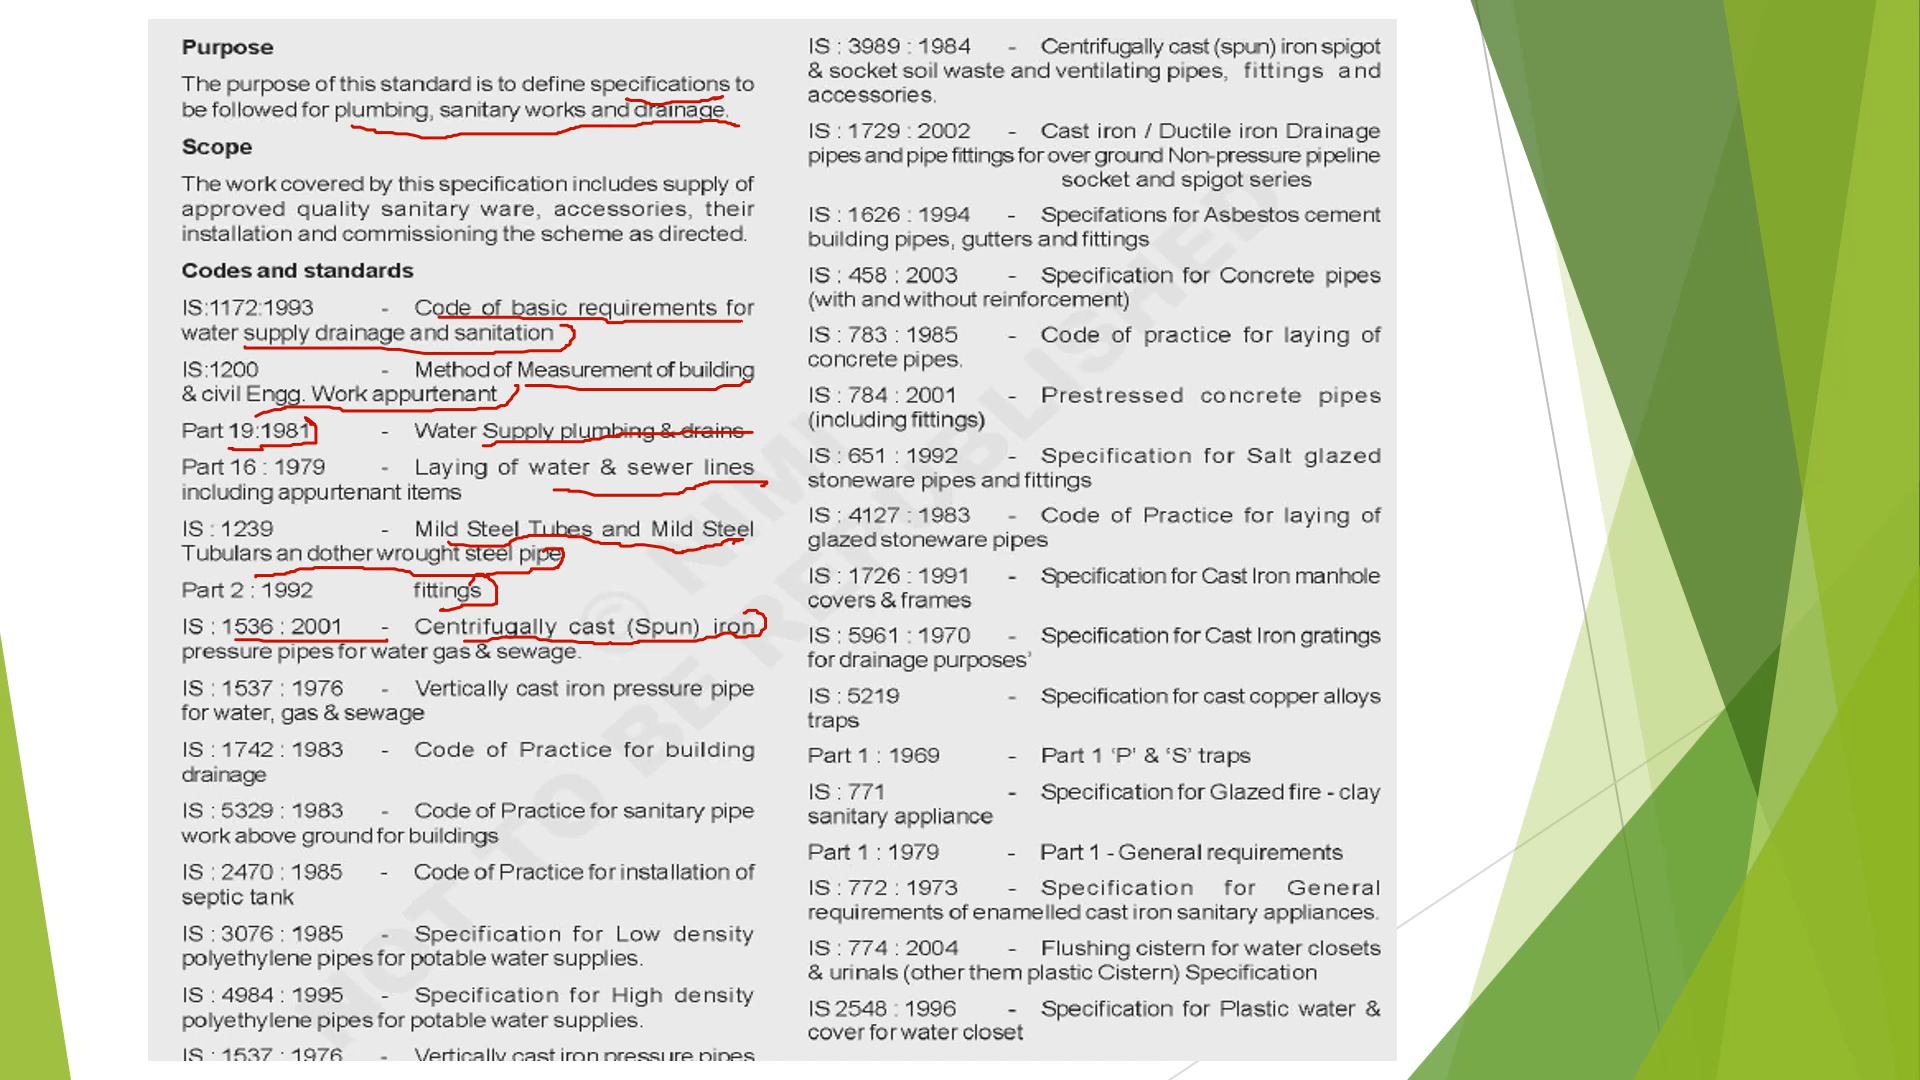 Purpose
The purpose of this standard is to define specifications to
be followed for plumbing, sanitary works and drainage.
Scope
The work covered by this specification includes supply of
approved quality sanitary ware, accessories, their
installation and commissioning the scheme as directed.
Codes and standards
IS:1172:1993 - Code of basic requirements for
water supply drainage and sanitation
IS:1200 - Method of Measurement of building
& civil Engg. Work appurtenant
Part 19:1981 - Water Supply plumbing & drains
Part 16 : 1979 - Laying of water & sewer lines
including appurtenant items
IS : 1239 - Mild Steel Tubes and Mild Steel
Tubulars an dother wrought steel pipe
Part 2 : 1992 fittings
IS : 1536 : 2001 - Centrifugally cast (Spun) iron
pressure pipes for water gas & sewage.
IS : 1537 : 1976 - Vertically cast iron pressure pipe
for water, gas & sewage
IS : 1742 : 1983 - Code of Practice for building
drainage
IS : 5329 : 1983 - Code of Practice for sanitary pipe
work above ground for buildings
IS : 2470 : 1985 - Code of Practice for installation of
septic tank
IS : 3076 : 1985 - Specification for Low density
polyethylene pipes for potable water supplies.
IS : 4984 : 1995 - Specification for High density
polyethylene pipes for potable water supplies.
IS : 1537 : 1976 - Vertically cast iron pressure pipes
IS : 3989 : 1984 - Centrifugally cast (spun) iron spigot
& socket soil waste and ventilating pipes, fittings and
accessories.
IS : 1729 : 2002 - Cast iron / Ductile iron Drainage
pipes and pipe fittings for over ground Non-pressure pipeline
socket and spigot series
IS : 1626 : 1994 - Specifations for Asbestos cement
building pipes, gutters and fittings
IS : 458 : 2003 - Specification for Concrete pipes
(with and without reinforcement)
IS : 783 : 1985 - Code of practice for laying of
concrete pipes.
IS : 784 : 2001 - Prestressed concrete pipes
(including fittings)
IS : 651 : 1992 - Specification for Salt glazed
stoneware pipes and fittings
IS : 4127 : 1983 - Code of Practice for laying of
glazed stoneware pipes
IS : 1726 : 1991 - Specification for Cast Iron manhole
covers & frames
IS : 5961 : 1970 - Specification for Cast Iron gratings
for drainage purposes’
IS : 5219 - Specification for cast copper alloys
traps
Part 1 : 1969 - Part 1 ‘P’ & ‘S’ traps
IS : 771 - Specification for Glazed fire - clay
sanitary appliance
Part 1 : 1979 - Part 1 - General requirements
IS : 772 : 1973 - Specification for General
requirements of enamelled cast iron sanitary appliances.
IS : 774 : 2004 - Flushing cistern for water closets
& urinals (other them plastic Cistern) Specification
IS 2548 : 1996 - Specification for Plastic water &
cover for water closet
© NIMI
NOT TO BE REPUBLISHED